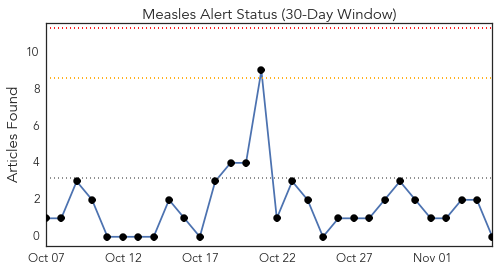 Measles Alert Status (30-Day Window)
Articles Found
10
8
6
4
2
0
Oct 07 Oct 12 Oct 17 Oct 22 Oct 27 Nov 01